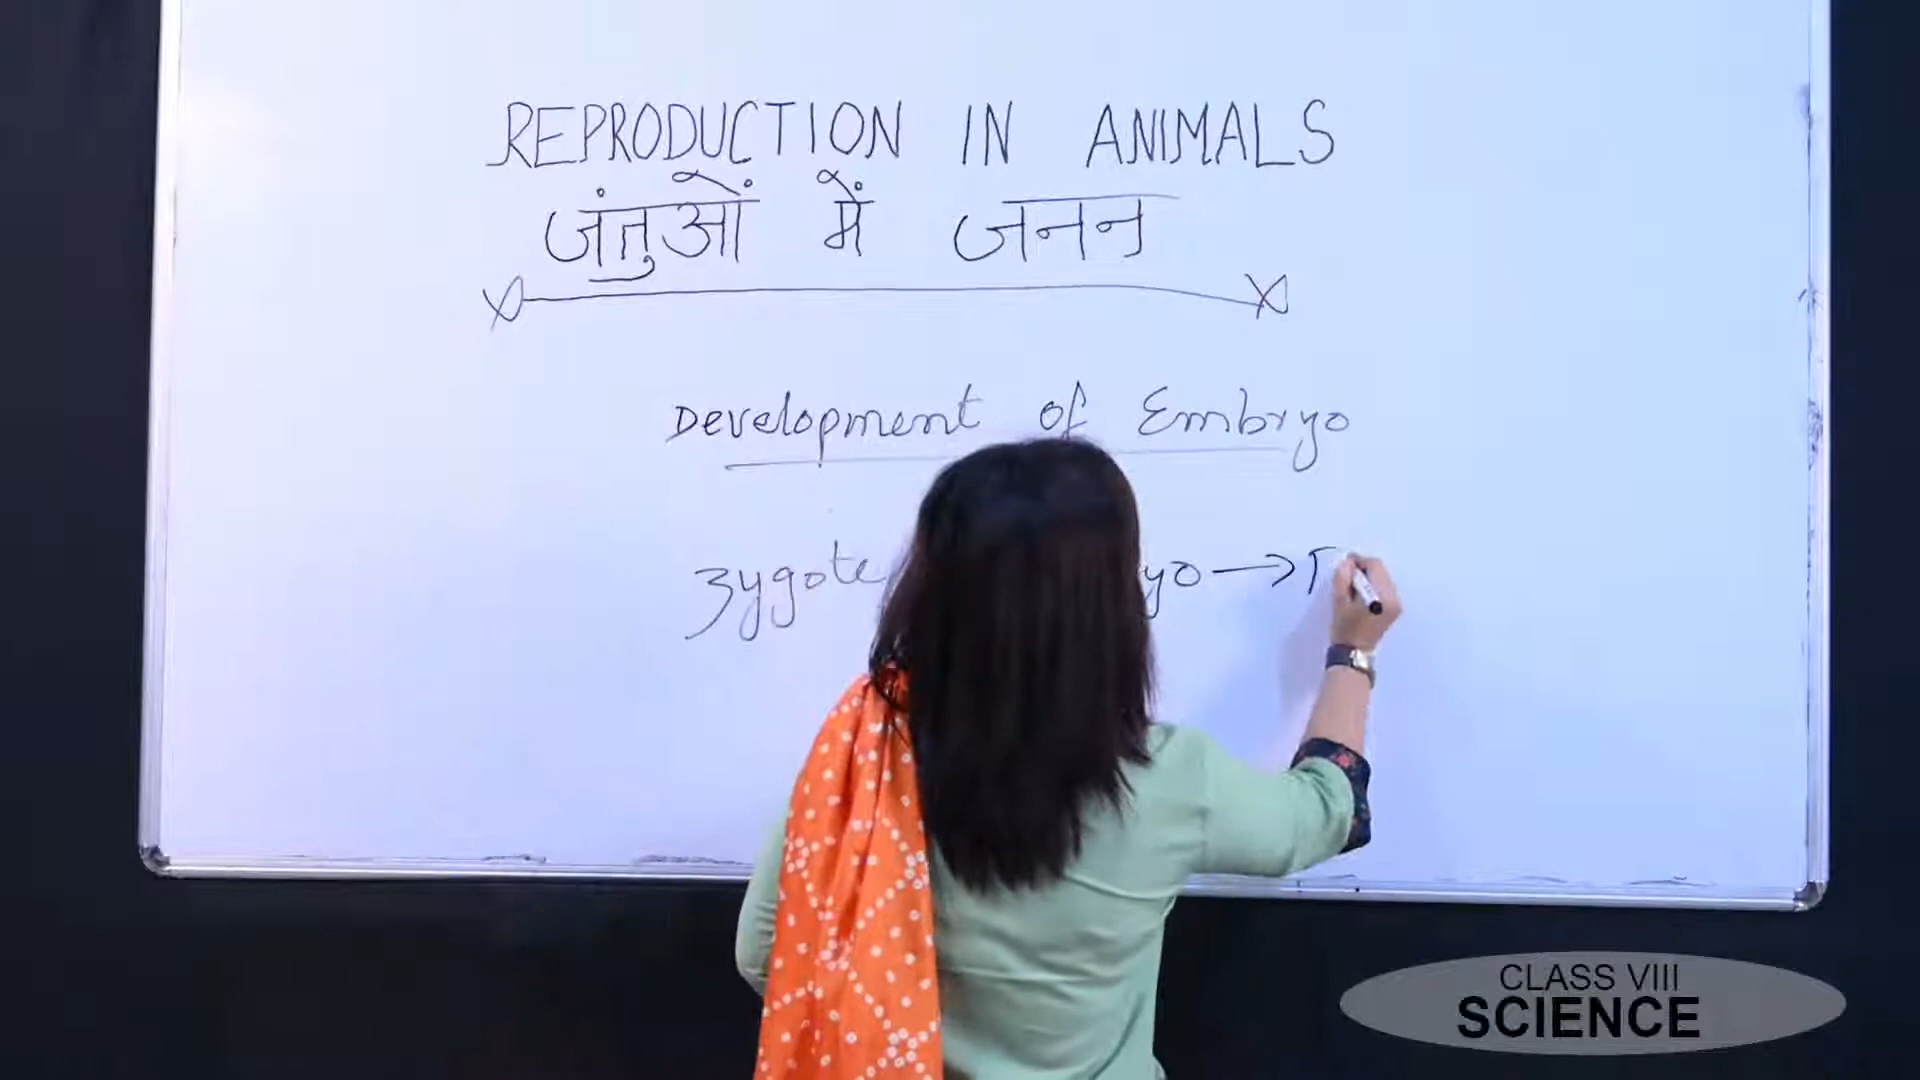 REPRODUCTION IN ANIMALS
जंतुओं में जनन
Development of Embryo
zygote →
CLASS VIII
SCIENCE